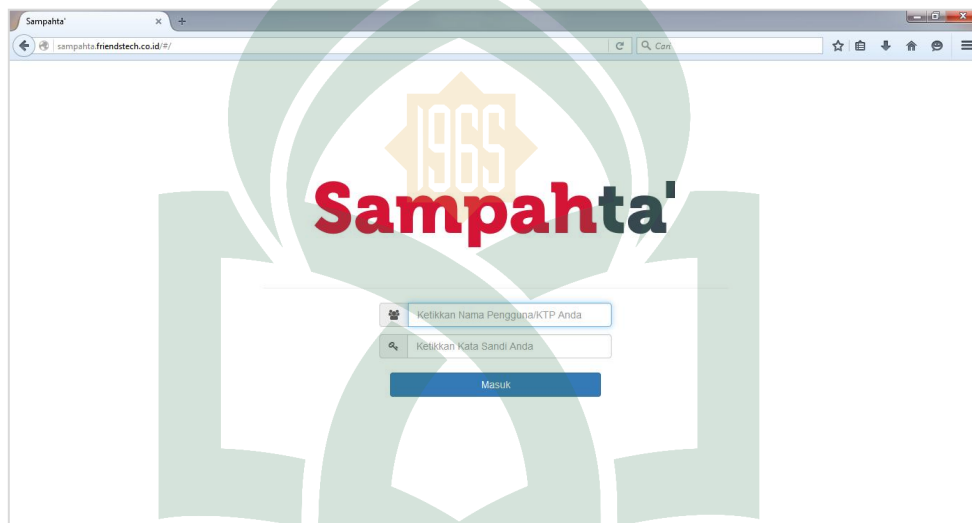 Sampahta'
sampahta.friendstech.co.id/#/
Cari
1965
Sampahta'
Ketikkan Nama Pengguna/KTP Anda
Ketikkan Kata Sandi Anda
Masuk